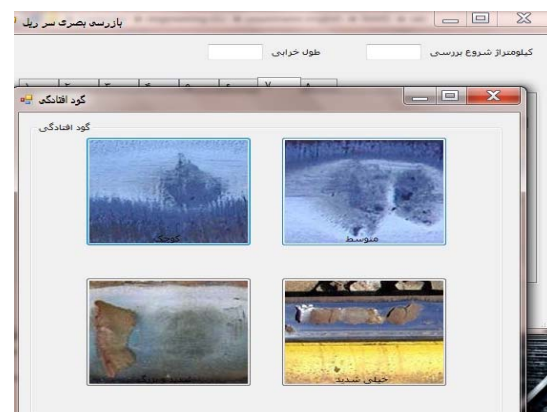 بازرسی بصری سر ریل
کیلومتراژ شروع بررسی
طول خرابی
گود افتادگی
گود افتادگی
کوچک
متوسط
خیلی شدید